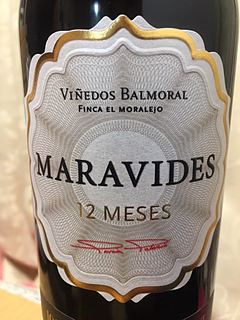 VIÑEDOS BALMORAL
FINCA EL MORALEJO
MARAVIDES
12 MESES